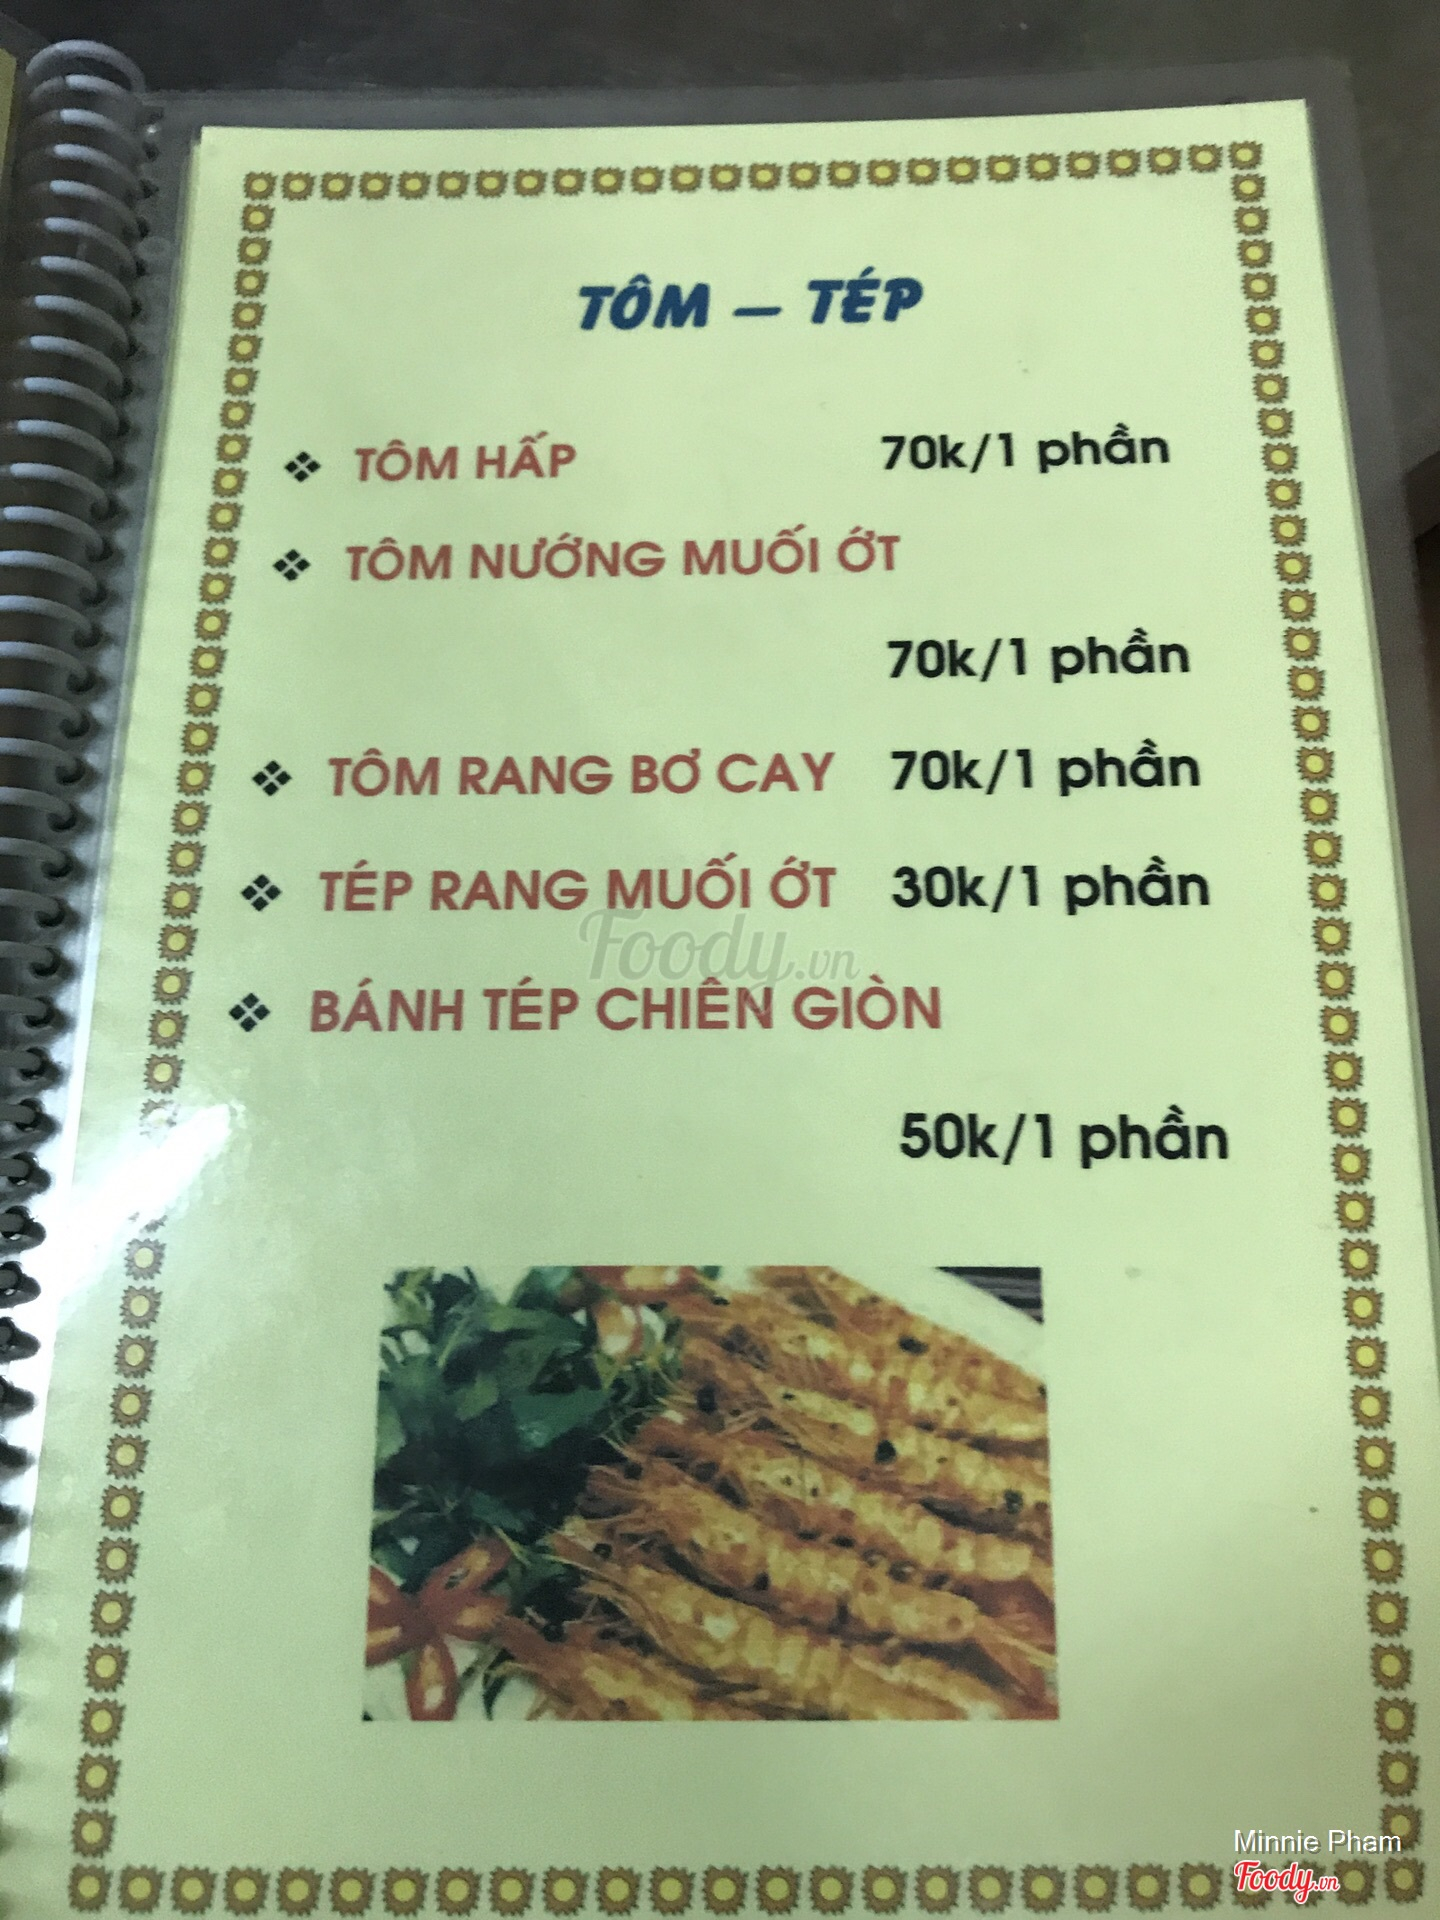 TÔM – TÉP
TÔM HẤP 70k/1 phần
TÔM NƯỚNG MUỐI ỚT
70k/1 phần
TÔM RANG BƠ CAY 70k/1 phần
TÉP RANG MUỐI ỚT 30k/1 phần
Foody.vn
BÁNH TÉP CHIÊN GIÒN
50k/1 phần
Minnie Pham
Foody.vn